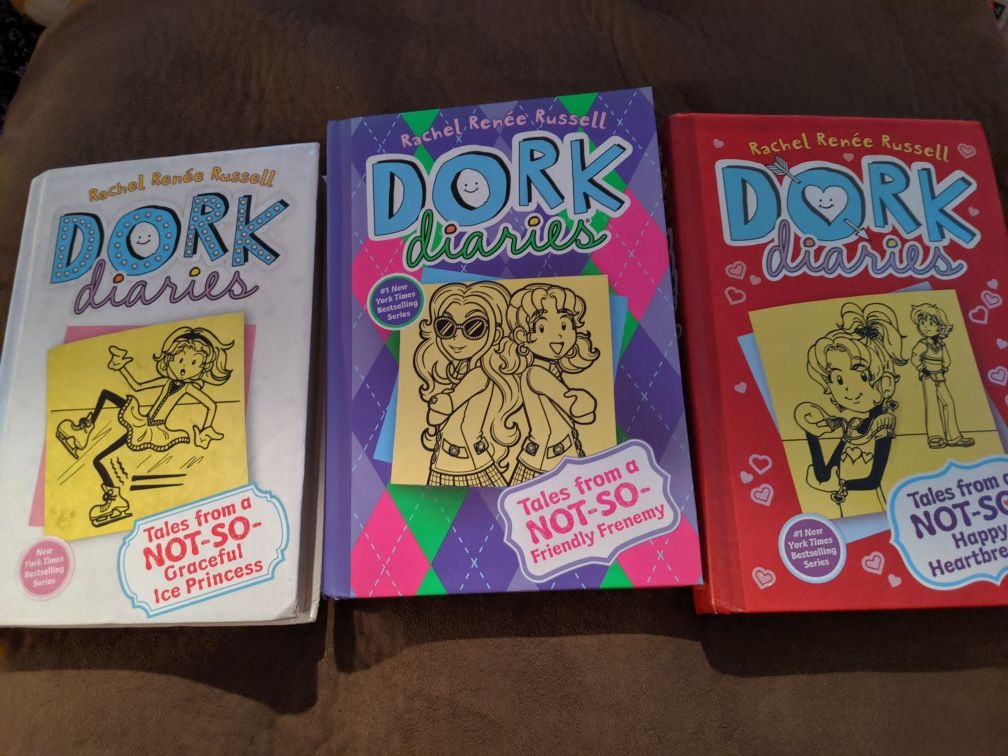 Rachel Renée Russell
DORK
diaries
New
York Times
Bestselling
Series
Tales from a
NOT-SO-
Graceful
Ice Princess
Rachel Renée Russell
DORK
diaries
#1 New
York Times
Bestselling
Series
Tales from a
NOT-SO-
Friendly Frenemy
Rachel Renée Russell
DORK
diaries
#1 New
York Times
Bestselling
Series
Tales from a
NOT-SO
Happy
Heartbr